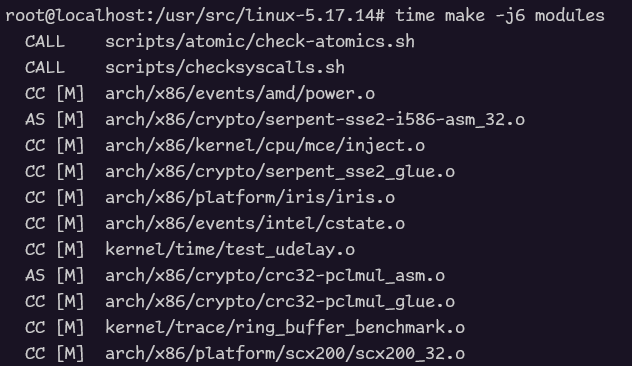 root@localhost:/usr/src/linux-5.17.14# time make -j6 modules
CALL    scripts/atomic/check-atomics.sh
CALL    scripts/checksyscalls.sh
CC [M]  arch/x86/events/amd/power.o
AS [M]  arch/x86/crypto/serpent-sse2-i586-asm_32.o
CC [M]  arch/x86/kernel/cpu/mce/inject.o
CC [M]  arch/x86/crypto/serpent_sse2_glue.o
CC [M]  arch/x86/platform/iris/iris.o
CC [M]  arch/x86/events/intel/cstate.o
CC [M]  kernel/time/test_udelay.o
AS [M]  arch/x86/crypto/crc32-pclmul_asm.o
CC [M]  arch/x86/crypto/crc32-pclmul_glue.o
CC [M]  kernel/trace/ring_buffer_benchmark.o
CC [M]  arch/x86/platform/scx200/scx200_32.o